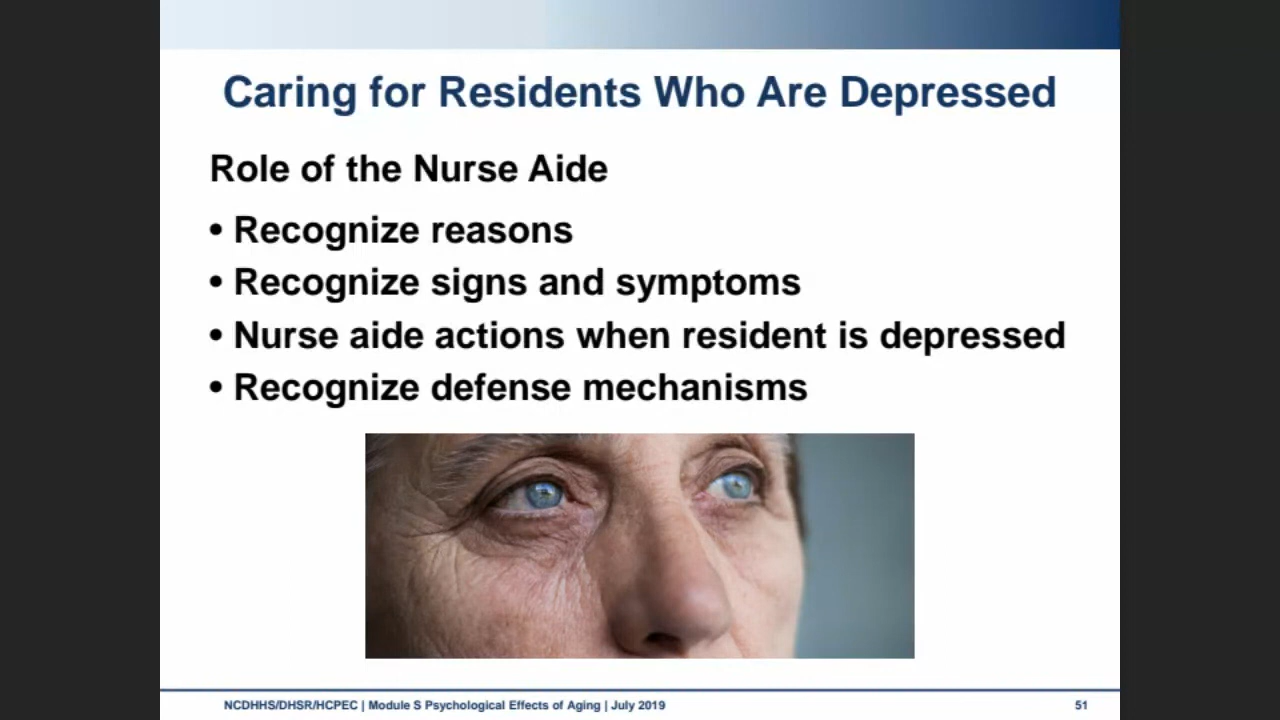 Caring for Residents Who Are Depressed
Role of the Nurse Aide
• Recognize reasons
• Recognize signs and symptoms
• Nurse aide actions when resident is depressed
• Recognize defense mechanisms
NCDHHS/DHSR/HCPEC | Module S Psychological Effects of Aging | July 2019 51